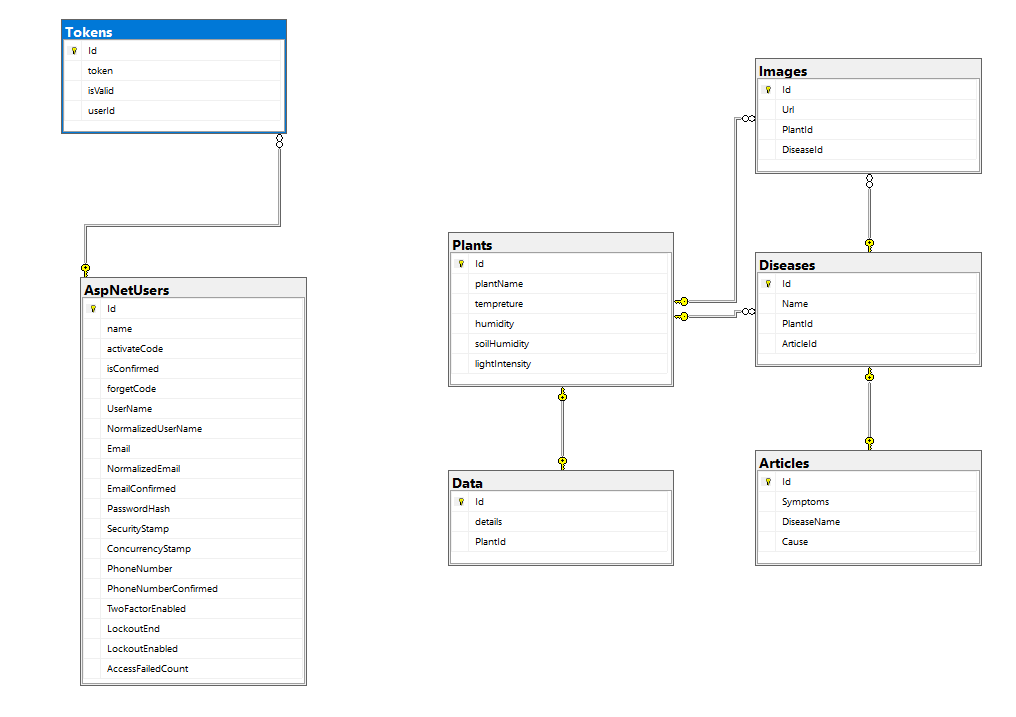 Tokens
Id
token
isValid
userId
AspNetUsers
Id
name
activateCode
isConfirmed
forgetCode
UserName
NormalizedUserName
Email
NormalizedEmail
EmailConfirmed
PasswordHash
SecurityStamp
ConcurrencyStamp
PhoneNumber
PhoneNumberConfirmed
TwoFactorEnabled
LockoutEnd
LockoutEnabled
AccessFailedCount
Plants
Id
plantName
tempreture
humidity
soilHumidity
lightIntensity
Data
Id
details
PlantId
Images
Id
Url
PlantId
DiseaseId
Diseases
Id
Name
PlantId
ArticleId
Articles
Id
Symptoms
DiseaseName
Cause